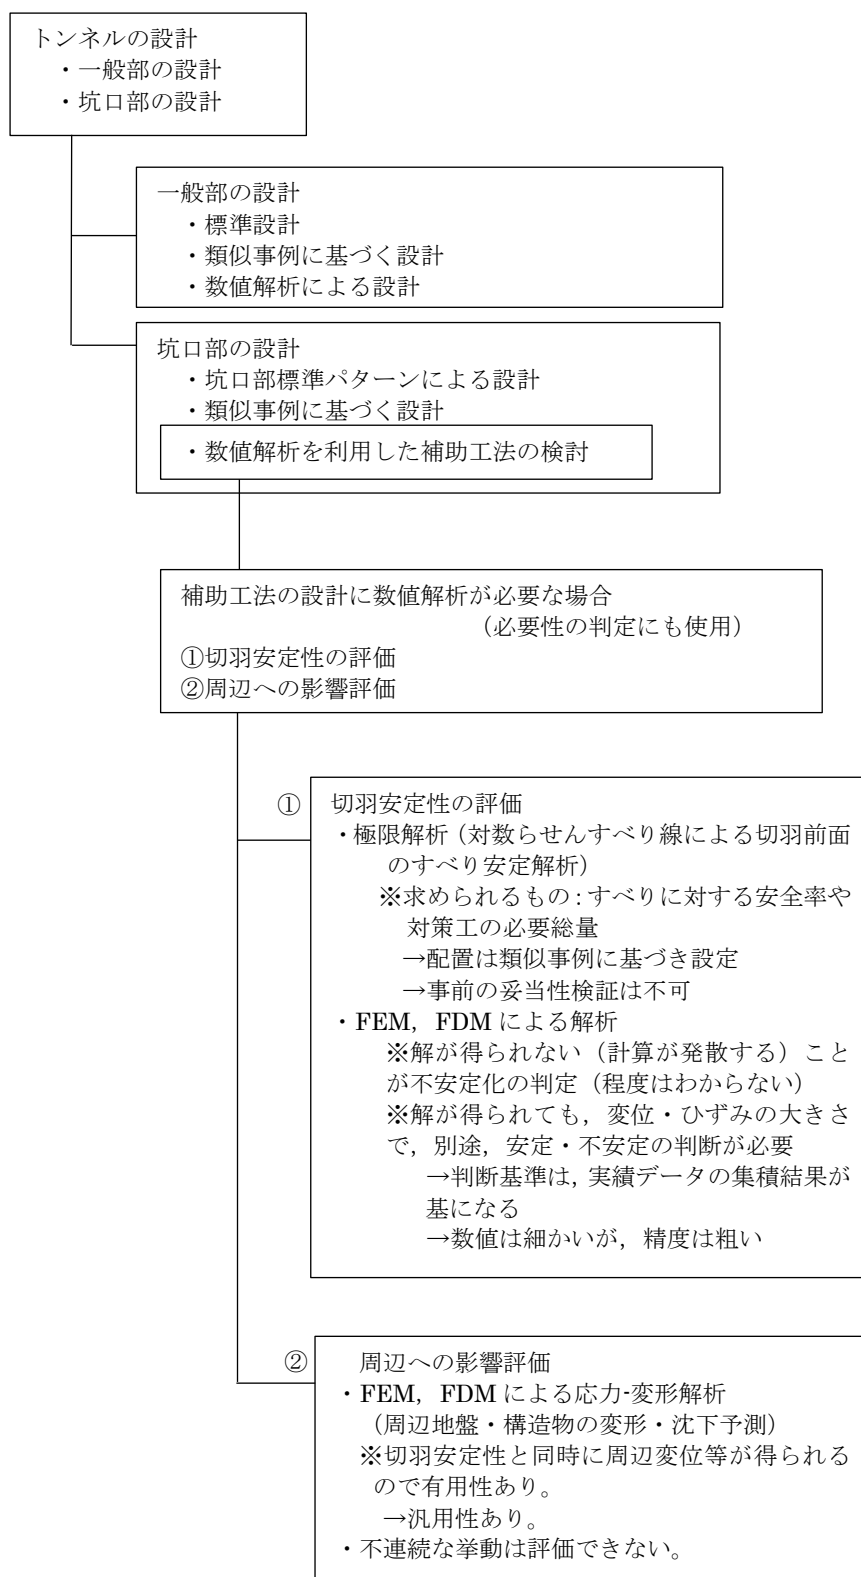 トンネルの設計
・一般部の設計
・坑口部の設計
一般部の設計
・標準設計
・類似事例に基づく設計
・数値解析による設計
坑口部の設計
・坑口部標準パターンによる設計
・類似事例に基づく設計
・数値解析を利用した補助工法の検討
補助工法の設計に数値解析が必要な場合
（必要性の判定にも使用）
①切羽安定性の評価
②周辺への影響評価
①
切羽安定性の評価
・極限解析（対数らせんすべり線による切羽前面
のすべり安定解析）
※求められるもの：すべりに対する安全率や
対策工の必要総量
→配置は類似事例に基づき設定
→事前の妥当性検証は不可
・FEM，FDM による解析
※解が得られない（計算が発散する）こと
が不安定化の判定（程度はわからない）
※解が得られても，変位・ひずみの大きさ
で，別途，安定・不安定の判断が必要
→判断基準は，実績データの集積結果が
基になる
→数値は細かいが，精度は粗い
②
周辺への影響評価
・FEM，FDM による応力-変形解析
（周辺地盤・構造物の変形・沈下予測）
※切羽安定性と同時に周辺変位等が得られる
ので有用性あり。
→汎用性あり。
・不連続な挙動は評価できない。